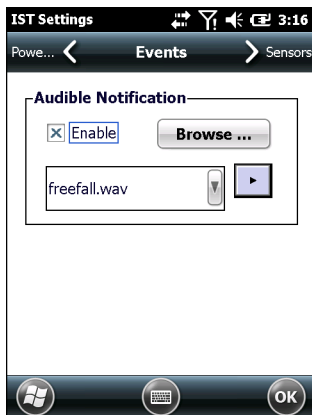 IST Settings 3:16
Powe... Events Sensors
Audible Notification
Enable Browse ...
freefall.wav
OK